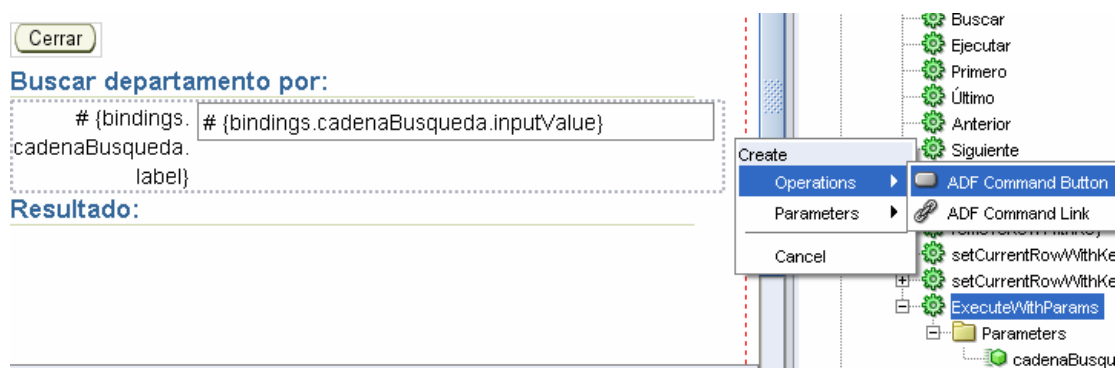 Cerrar
Buscar departamento por:
# {bindings.
cadenaBusqueda.
label}
# {bindings.cadenaBusqueda.inputValue}
Resultado:
Create
Operations
Parameters
Cancel
ADF Command Button
ADF Command Link
Buscar
Ejecutar
Primero
Último
Anterior
Siguiente
setCurrentRowWithKe
setCurrentRowWithKe
ExecuteWithParams
Parameters
cadenaBusqu